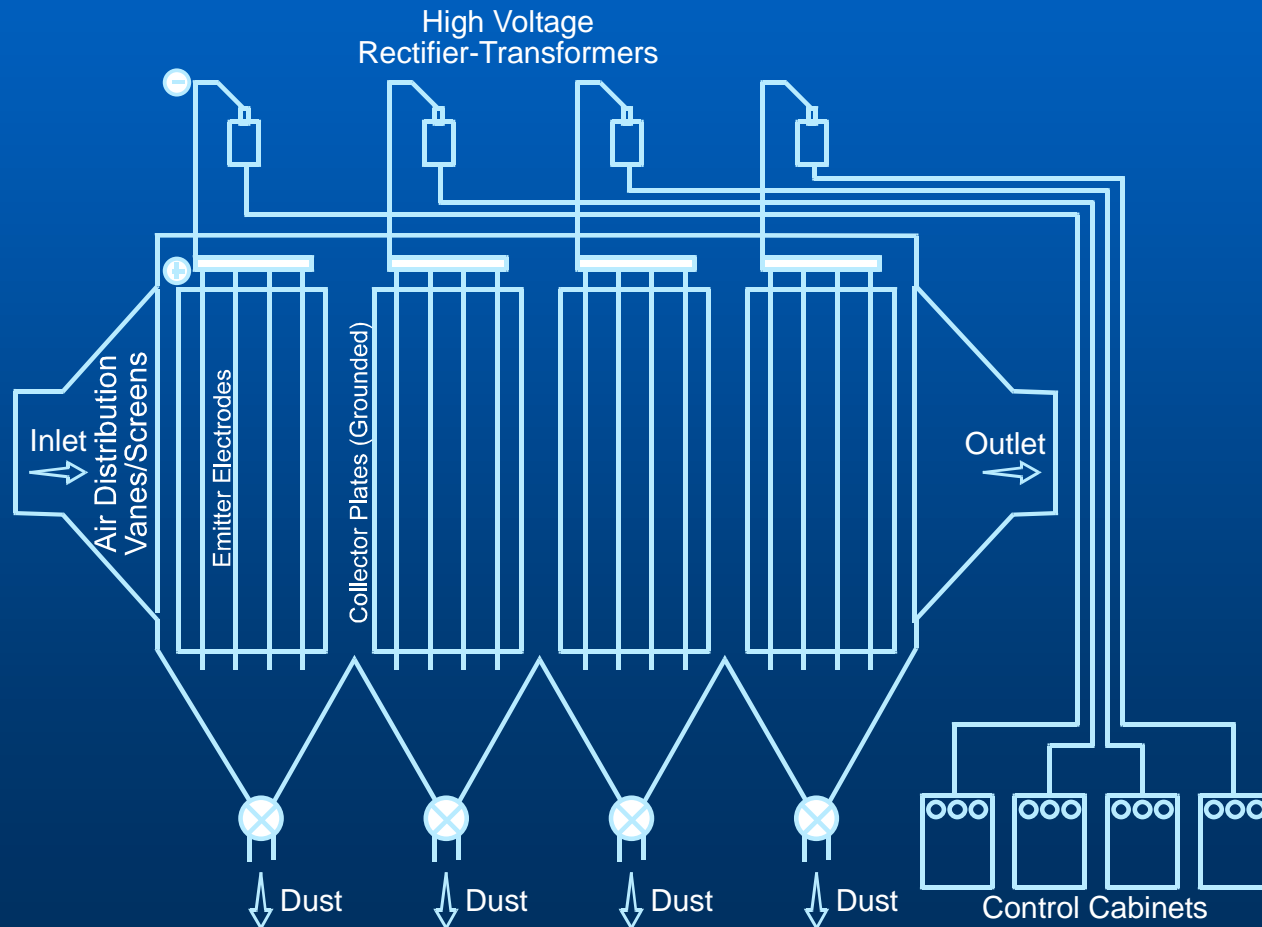 High Voltage
Rectifier-Transformers
Inlet
Air Distribution
Vanes/Screens
Emitter Electrodes
Collector Plates (Grounded)
Outlet
Dust
Dust
Dust
Dust
Control Cabinets